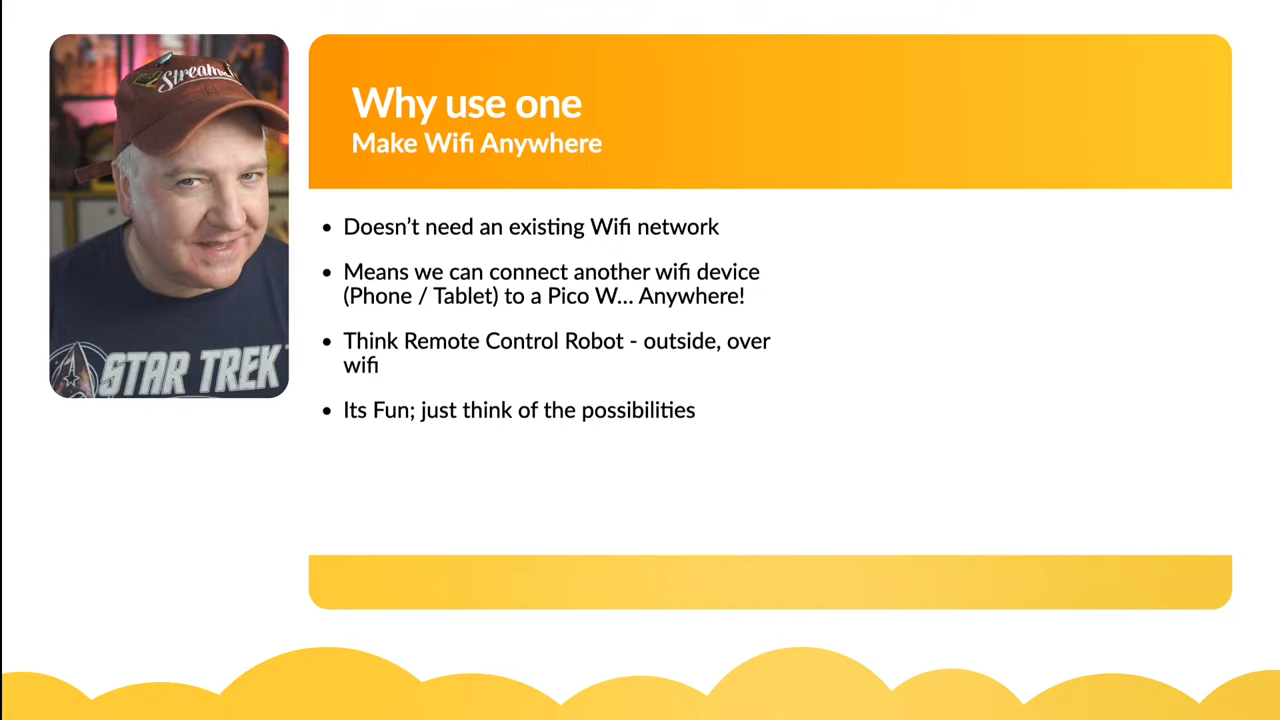 Streame
STAR TREK
Why use one
Make Wifi Anywhere
• Doesn't need an existing Wifi network
• Means we can connect another wifi device
(Phone / Tablet) to a Pico W... Anywhere!
• Think Remote Control Robot - outside, over
wifi
• Its Fun; just think of the possibilities